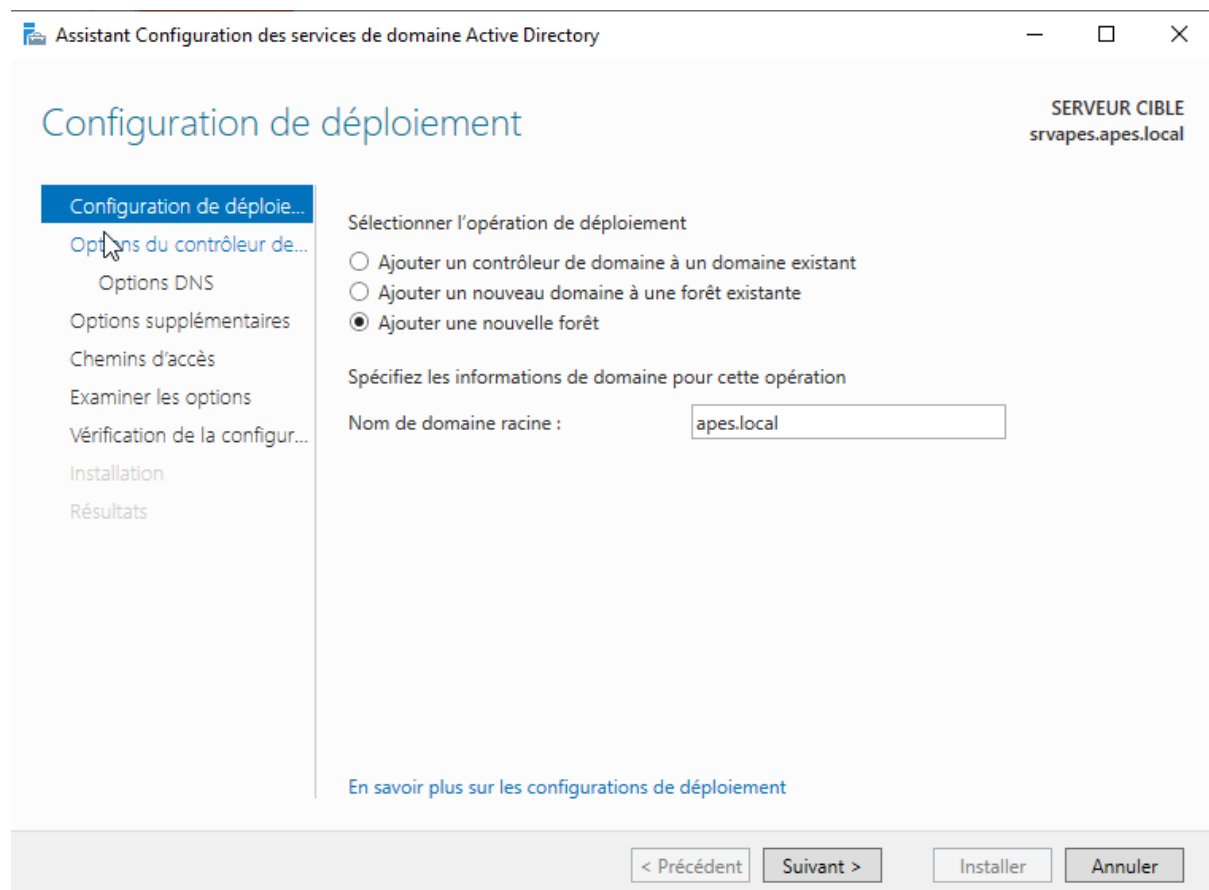 Assistant Configuration des services de domaine Active Directory
Configuration de déploiement
SERVEUR CIBLE
srvapes.apes.local
Configuration de déploie...
Options du contrôleur de...
Options DNS
Options supplémentaires
Chemins d’accès
Examiner les options
Vérification de la configur...
Installation
Résultats
Sélectionner l’opération de déploiement
Ajouter un contrôleur de domaine à un domaine existant
Ajouter un nouveau domaine à une forêt existante
Ajouter une nouvelle forêt
Spécifiez les informations de domaine pour cette opération
Nom de domaine racine : apes.local
En savoir plus sur les configurations de déploiement
< Précédent Suivant > Installer Annuler